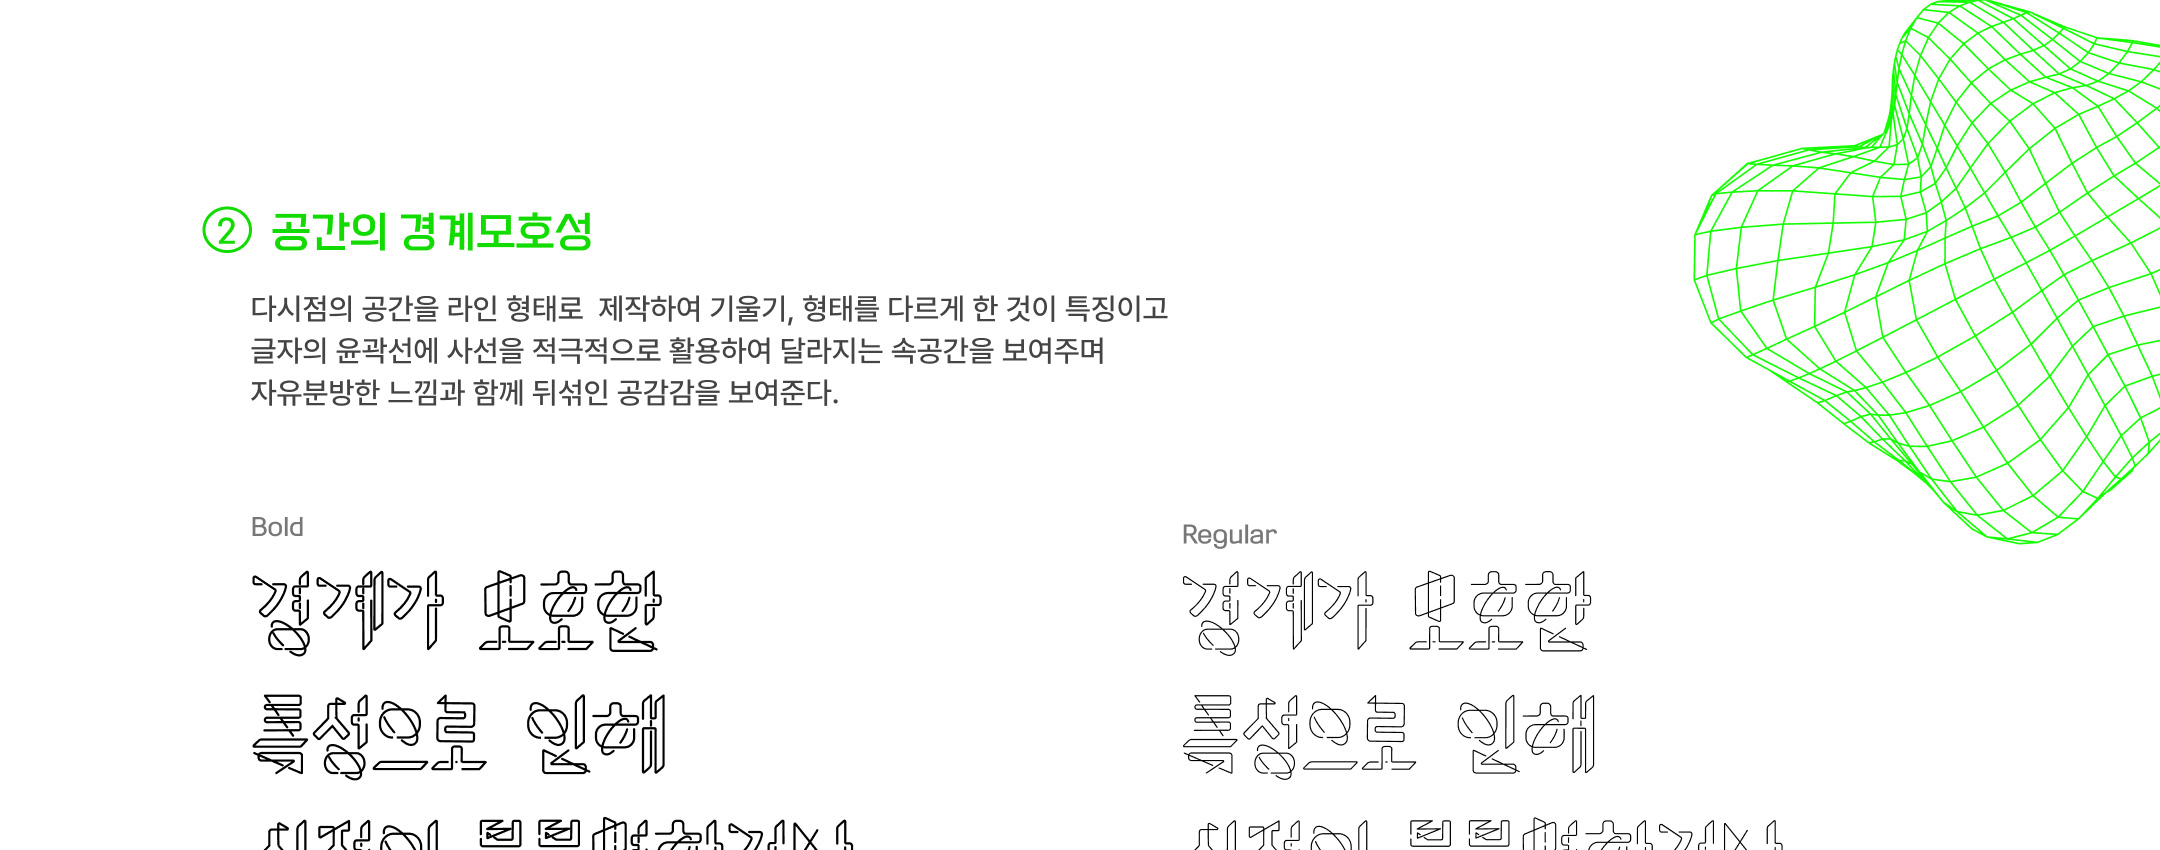 ② 공간의 경계모호성
다시점의 공간을 라인 형태로 제작하여 기울기, 형태를 다르게 한 것이 특징이고
글자의 윤곽선에 사선을 적극적으로 활용하여 달라지는 속공간을 보여주며
자유분방한 느낌과 함께 뒤섞인 공감감을 보여준다.
Bold
Regular
경계가 모호한
경계가 모호한
특성으로 인해
특성으로 인해